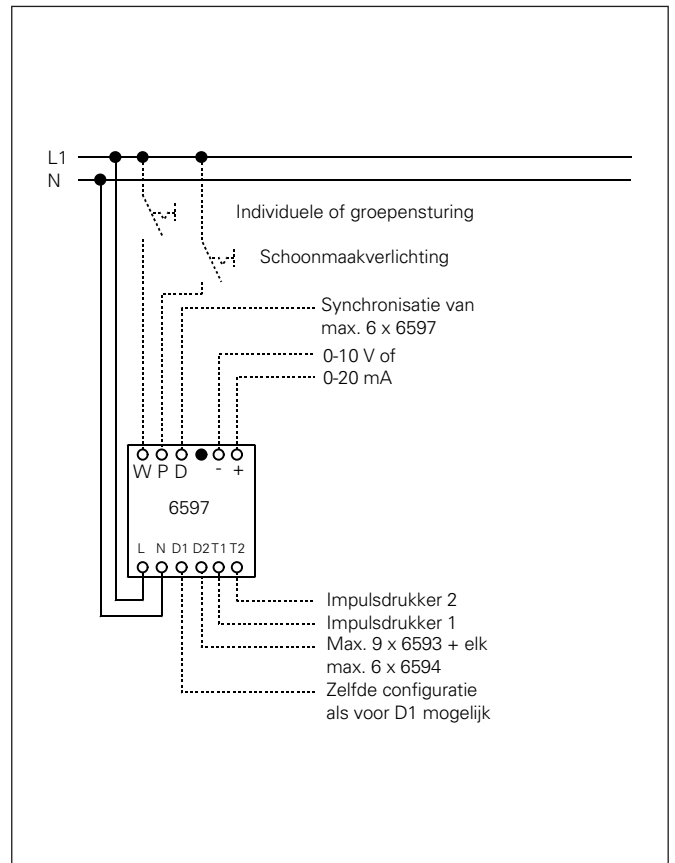 L1
N
Individuele of groepensturing
Schoonmaakverlichting
Synchronisatie van
max. 6 x 6597
0-10 V of
0-20 mA
W P D - +
6597
L N D1 D2 T1 T2
Impulsdrukker 2
Impulsdrukker 1
Max. 9 x 6593 + elk
max. 6 x 6594
Zelfde configuratie
als voor D1 mogelijk